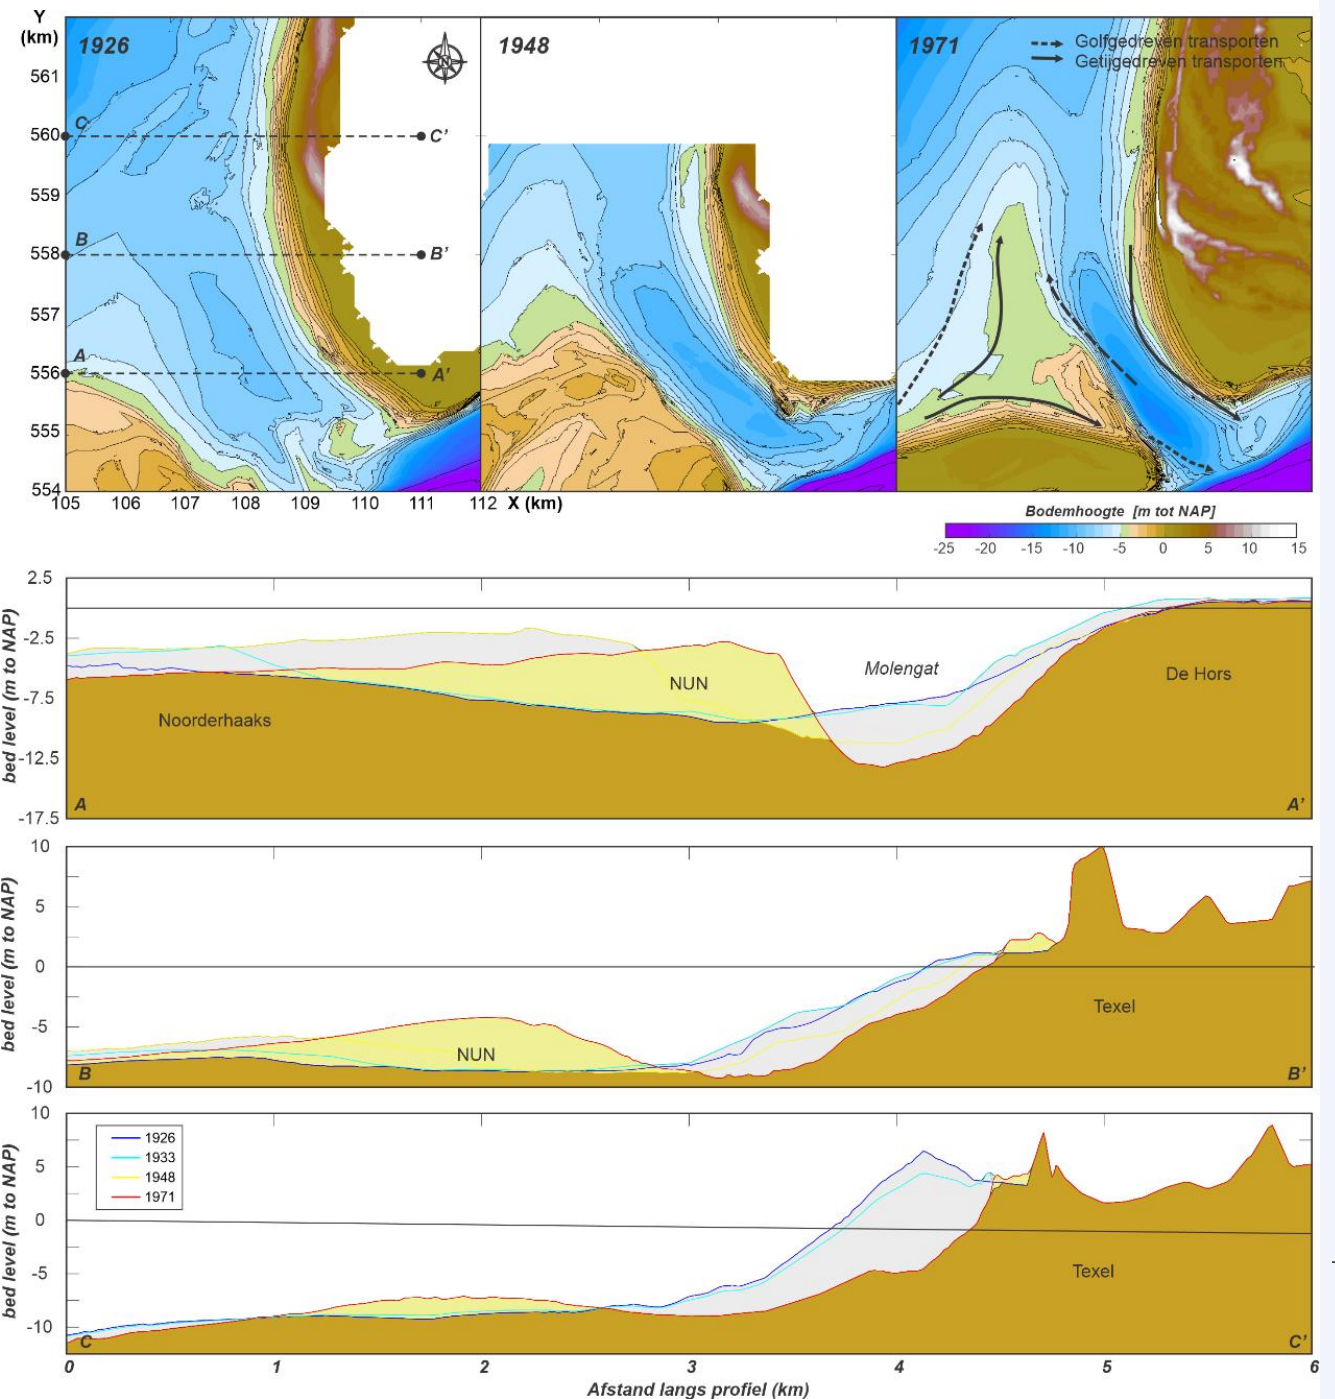 Y
(km)
1926
1948
1971
Golfgedreven transporten
Getijgedreven transporten
N
561
560
559
558
557
556
555
554
C
C'
B
B'
A
A'
105 106 107 108 109 110 111 112 X (km)
Bodemhoogte [m tot NAP]
-25 -20 -15 -10 -5 0 5 10 15
bed level (m to NAP)
2.5
-2.5
-7.5
-12.5
-17.5
Noorderhaaks
NUN
Molengat
De Hors
A
A'
bed level (m to NAP)
10
5
0
-5
-10
NUN
Texel
B
B'
bed level (m to NAP)
10
5
0
-5
-10
1926
1933
1948
1971
Texel
C
C'
0 1 2 3 4 5 6
Afstand langs profiel (km)